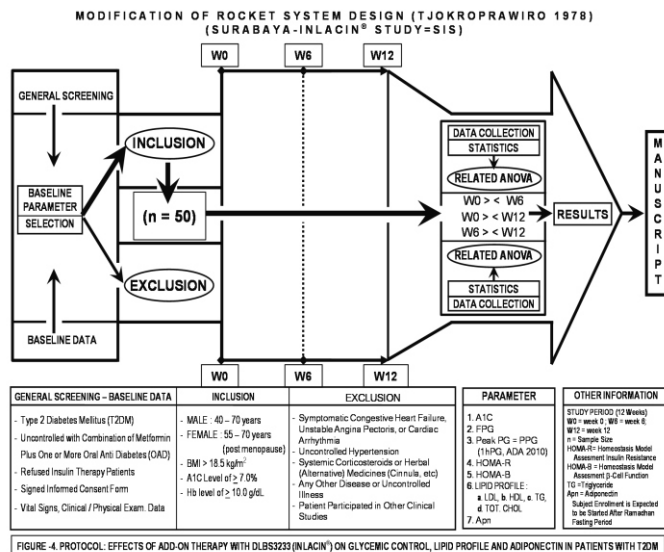 MODIFICATION OF ROCKET SYSTEM DESIGN (TJOKROPRAWIRO 1978)
(SURABAYA-INLACIN® STUDY=SIS)
W0
W6
W12
GENERAL SCREENING
BASELINE
PARAMETER
SELECTION
BASELINE DATA
INCLUSION
(n = 50)
EXCLUSION
DATA COLLECTION
STATISTICS
RELATED ANOVA
W0 > < W6
W0 > < W12
W6 > < W12
RELATED ANOVA
STATISTICS
DATA COLLECTION
RESULTS
MANUSCRIPT
W0
W6
W12
GENERAL SCREENING – BASELINE DATA
- Type 2 Diabetes Mellitus (T2DM)
- Uncontrolled with Combination of Metformin
Plus One or More Oral Anti Diabetes (OAD)
- Refused Insulin Therapy Patients
- Signed Informed Consent Form
- Vital Signs, Clinical / Physical Exam. Data
INCLUSION
- MALE : 40 – 70 years
- FEMALE : 55 – 70 years
(post menopause)
- BMI > 18.5 kg/m²
- A1C Level of ≥ 7.0%
- Hb level of ≥ 10.0 g/dL
EXCLUSION
- Symptomatic Congestive Heart Failure,
Unstable Angina Pectoris, or Cardiac
Arrhythmia
- Uncontrolled Hypertension
- Systemic Corticosteroids or Herbal
(Alternative) Medicines (Cinnula, etc)
- Any Other Disease or Uncontrolled
Illness
- Patient Participated in Other Clinical
Studies
PARAMETER
1. A1C
2. FPG
3. Peak PG = PPG
(1hPG, ADA 2010)
4. HOMA-R
5. HOMA-B
6. LIPID PROFILE :
a. LDL, b. HDL, c. TG,
d. TOT. CHOL
7. Apn
OTHER INFORMATION
STUDY PERIOD (12 Weeks)
W0 = week 0 ; W6 = week 6;
W12 = week 12
n = Sample Size
HOMA-R= Homeostasis Model
Assesment Insulin Resistance
HOMA-B = Homeostasis Model
Assesment β-Cell Function
TG =Triglyceride
Apn = Adiponectin
Subject Enrollment is Expected
to be Started After Ramadhan
Fasting Period
FIGURE -4. PROTOCOL: EFFECTS OF ADD-ON THERAPY WITH DLBS3233 (INLACIN®) ON GLYCEMIC CONTROL, LIPID PROFILE AND ADIPONECTIN IN PATIENTS WITH T2DM